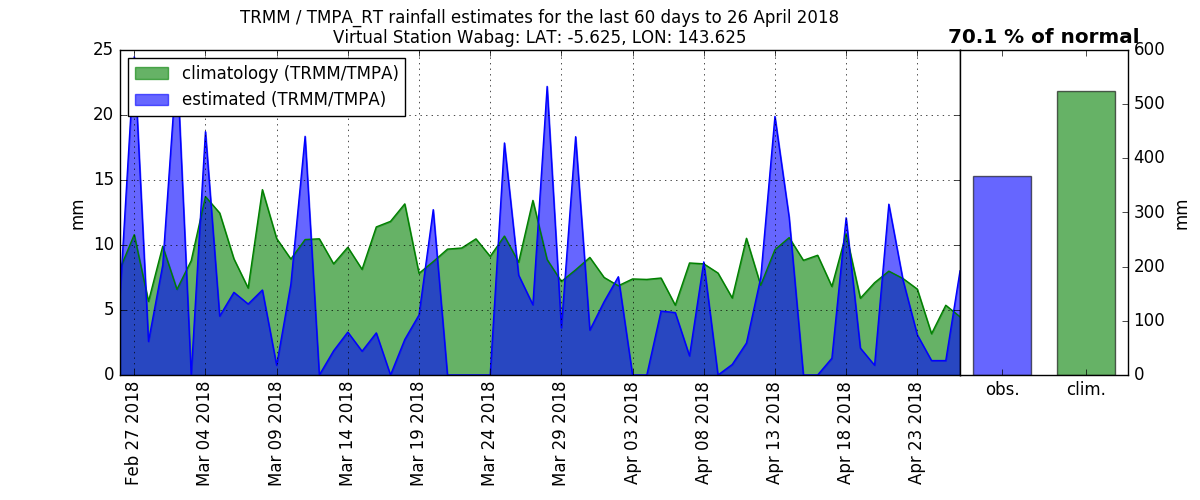 TRMM / TMPA_RT rainfall estimates for the last 60 days to 26 April 2018
Virtual Station Wabag: LAT: -5.625, LON: 143.625
70.1 % of normal
climatology (TRMM/TMPA)
estimated (TRMM/TMPA)
25
20
15
10
5
0
mm
Feb 27 2018
Mar 04 2018
Mar 09 2018
Mar 14 2018
Mar 19 2018
Mar 24 2018
Mar 29 2018
Apr 03 2018
Apr 08 2018
Apr 13 2018
Apr 18 2018
Apr 23 2018
obs.
clim.
600
500
400
300
200
100
0
mm